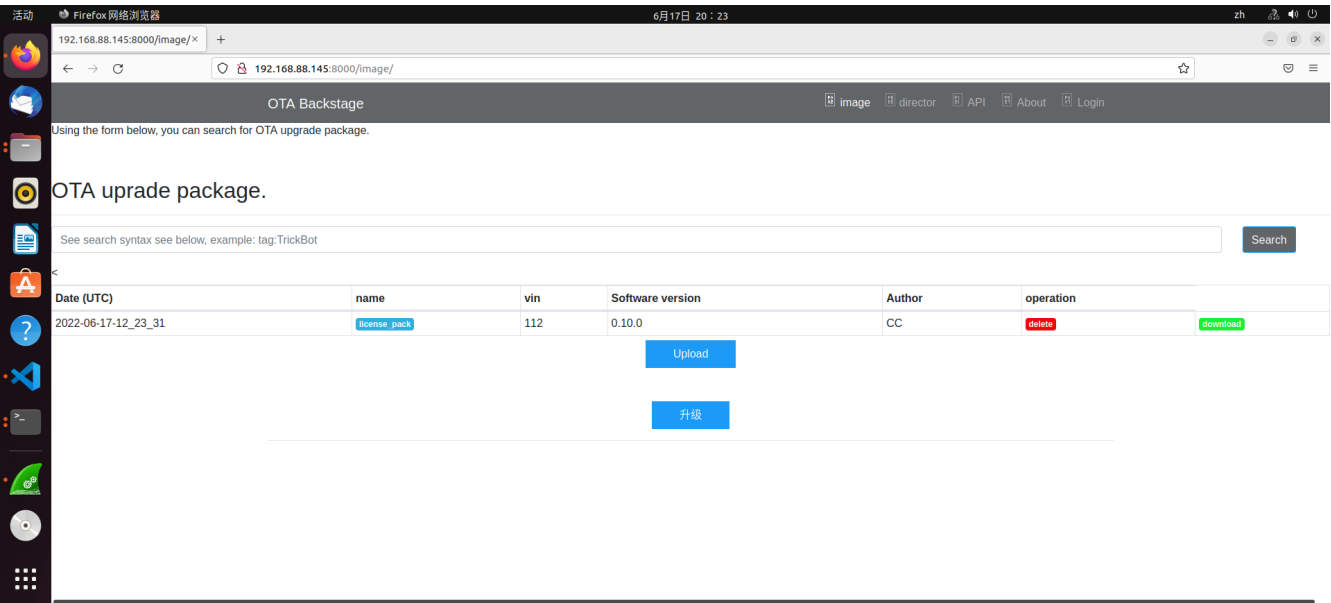 活动 Firefox 网络浏览器 6月17日 20：23 zh
192.168.88.145:8000/image/ × +
192.168.88.145:8000/image/
OTA Backstage image director API About Login
Using the form below, you can search for OTA upgrade package.
OTA uprade package.
See search syntax see below, example: tag:TrickBot Search
<
Date (UTC) name vin Software version Author operation
2022-06-17-12_23_31 license_pack 112 0.10.0 CC delete download
Upload
升级